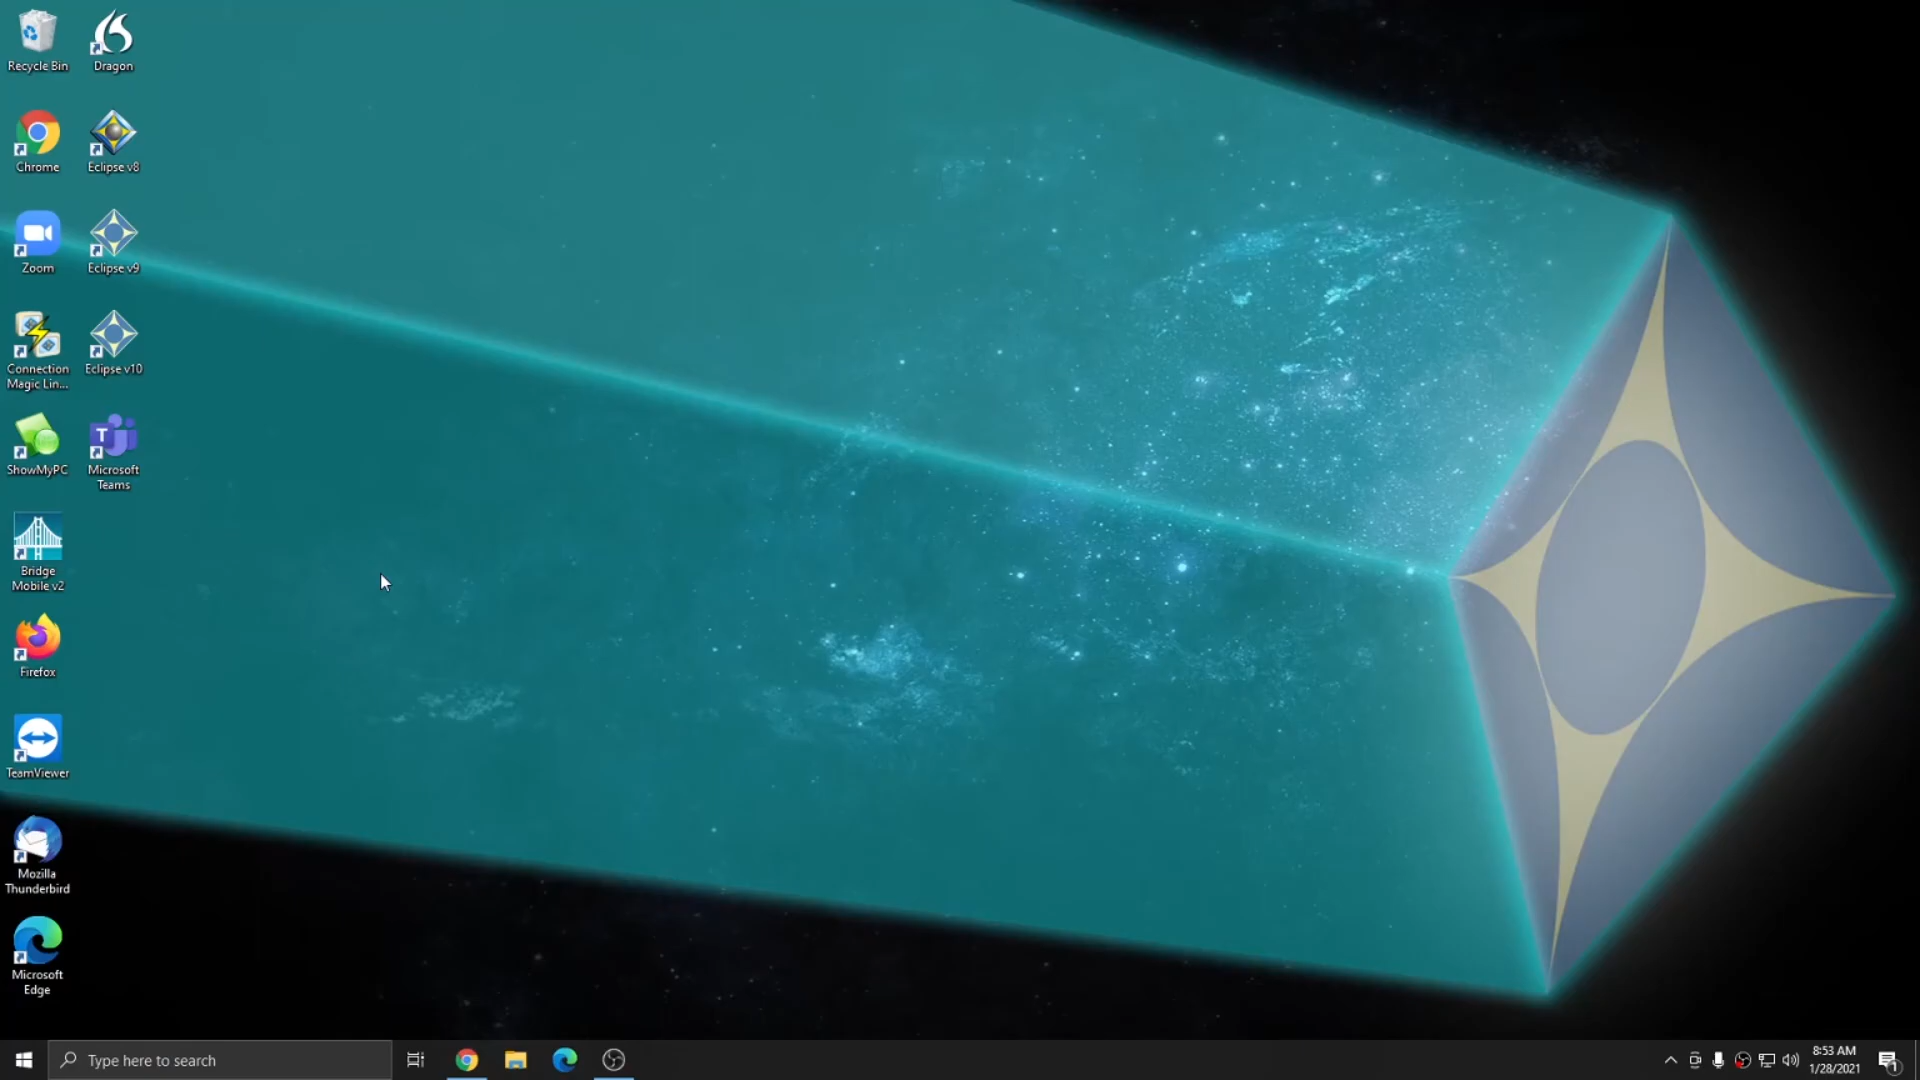 Recycle Bin
Dragon
Chrome
Eclipse v8
Zoom
Eclipse v9
Connection
Magic Lin...
Eclipse v10
ShowMyPC
T
Microsoft
Teams
Bridge
Mobile v2
Firefox
TeamViewer
Mozilla
Thunderbird
Microsoft
Edge
Type here to search
8:53 AM
1/28/2021
1